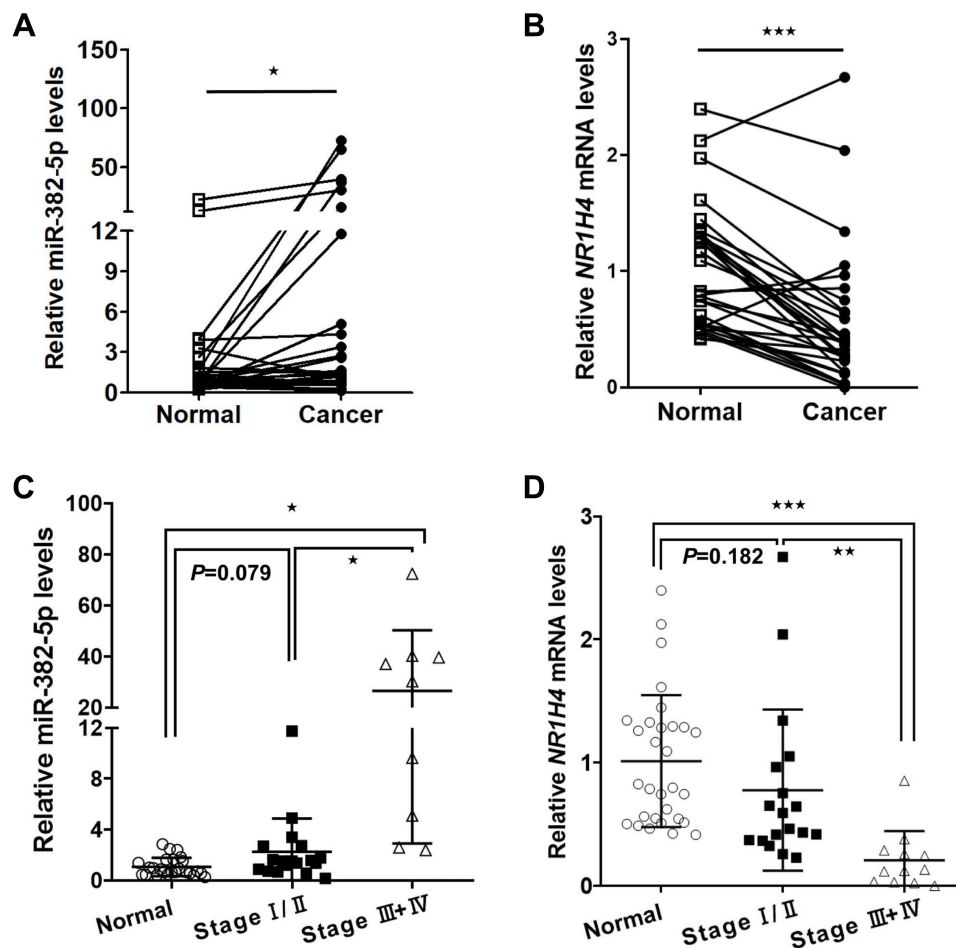 A
Relative miR-382-5p levels
150
100
50
12
9
6
3
0
★
Normal Cancer
B
Relative NR1H4 mRNA levels
3
2
1
0
★★★
Normal Cancer
C
Relative miR-382-5p levels
100
80
60
40
20
12
8
4
0
★
P=0.079
★
Normal Stage Ⅰ/Ⅱ Stage Ⅲ+Ⅳ
D
Relative NR1H4 mRNA levels
3
2
1
0
★★★
P=0.182
★★
Normal Stage Ⅰ/Ⅱ Stage Ⅲ+Ⅳ